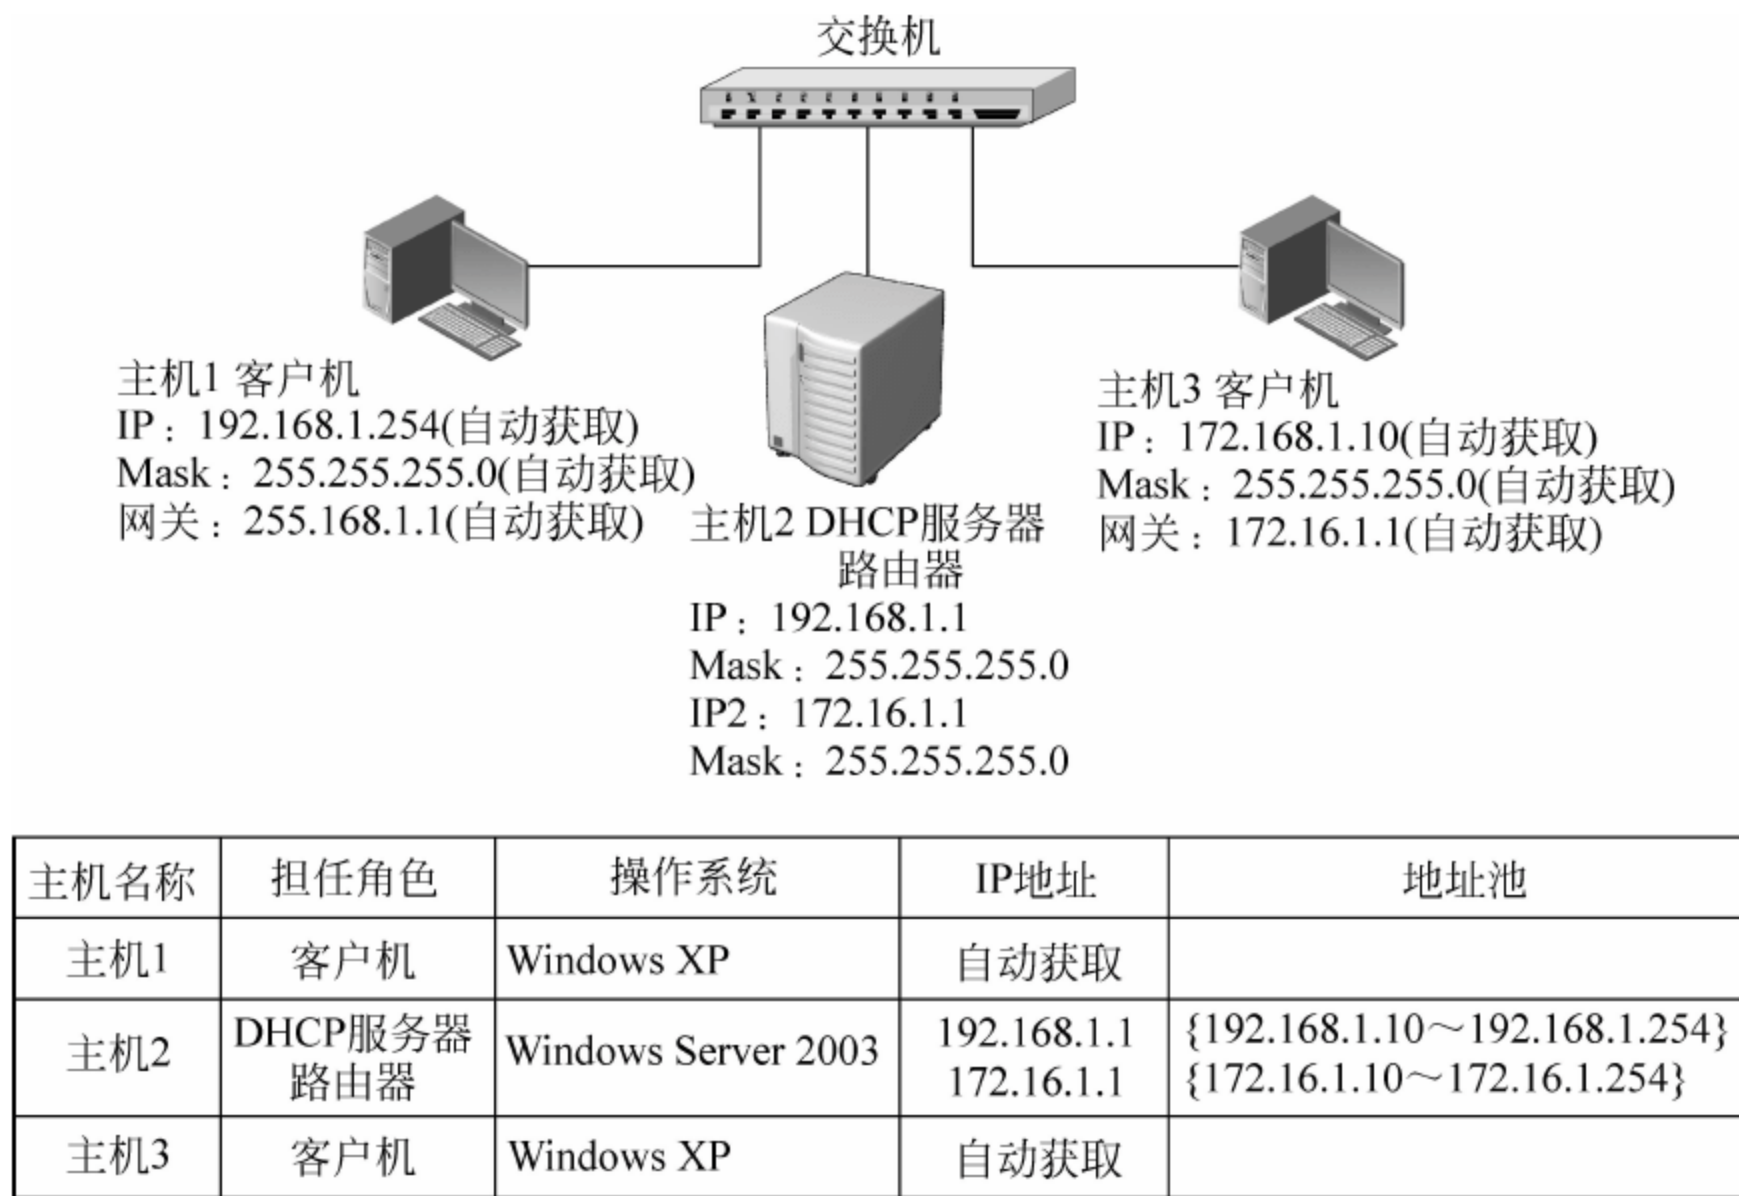 交换机
主机1 客户机
IP：192.168.1.254(自动获取)
Mask：255.255.255.0(自动获取)
网关：255.168.1.1(自动获取)
主机2 DHCP服务器
路由器
IP：192.168.1.1
Mask：255.255.255.0
IP2：172.16.1.1
Mask：255.255.255.0
主机3 客户机
IP：172.168.1.10(自动获取)
Mask：255.255.255.0(自动获取)
网关：172.16.1.1(自动获取)
主机名称 担任角色 操作系统 IP地址 地址池
主机1 客户机 Windows XP 自动获取
主机2 DHCP服务器 Windows Server 2003 192.168.1.1 {192.168.1.10～192.168.1.254}
路由器 172.16.1.1 {172.16.1.10～172.16.1.254}
主机3 客户机 Windows XP 自动获取